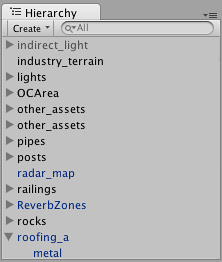 Hierarchy
Create All
indirect_light
industry_terrain
lights
OCArea
other_assets
other_assets
pipes
posts
radar_map
railings
ReverbZones
rocks
roofing_a
metal